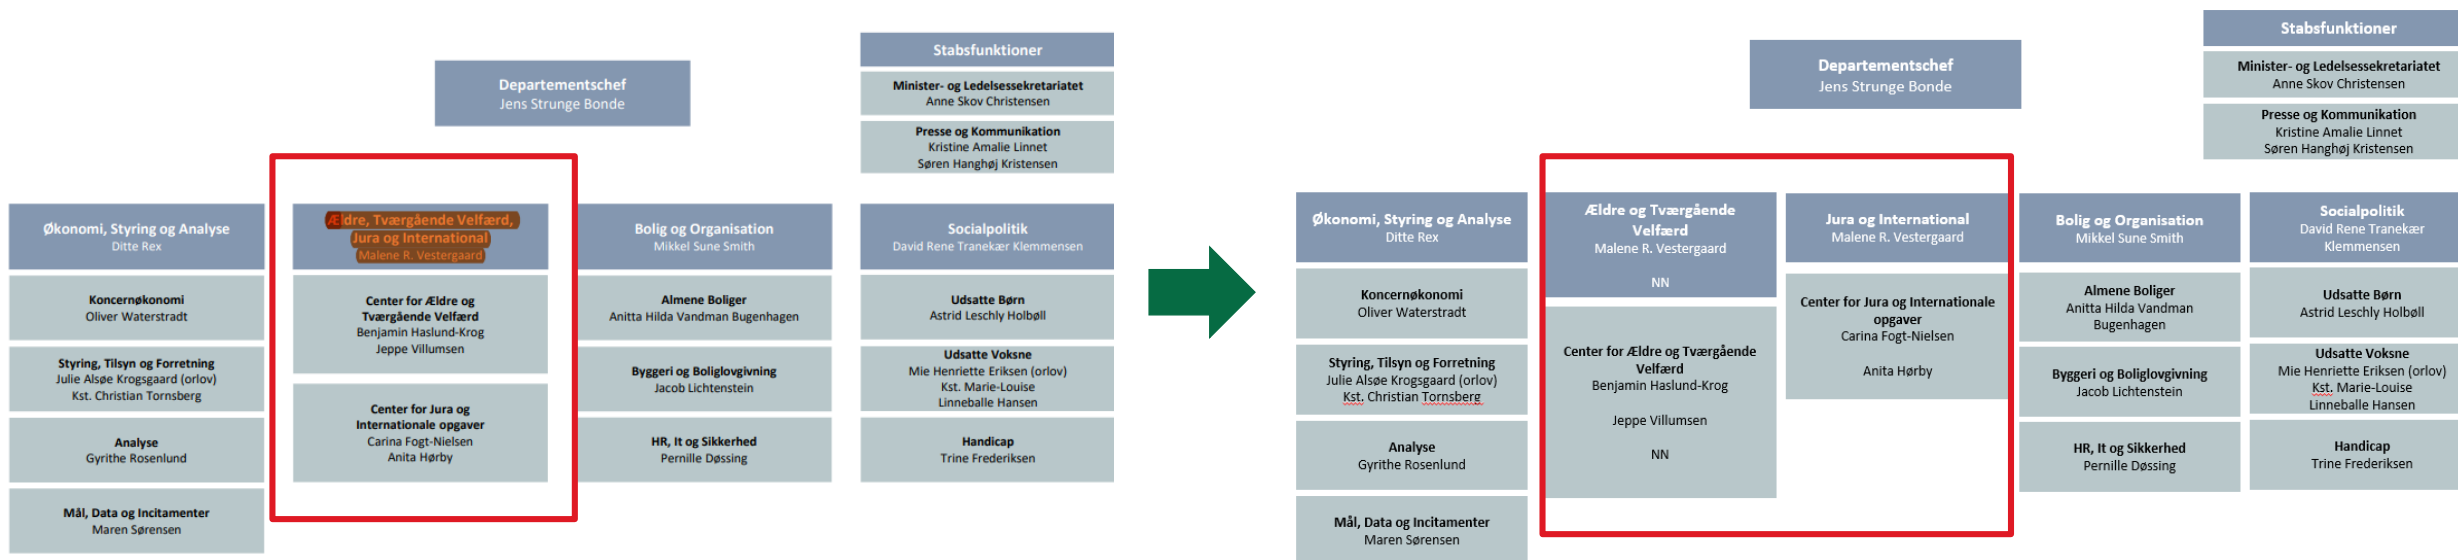 Departementschef
Jens Strunge Bonde
Stabsfunktioner
Minister- og Ledelsessekretariatet
Anne Skov Christensen
Presse og Kommunikation
Kristine Amalie Linnet
Søren Hanghøj Kristensen
Økonomi, Styring og Analyse
Ditte Rex
Koncernøkonomi
Oliver Waterstradt
Styring, Tilsyn og Forretning
Julie Alsøe Krogsgaard (orlov)
Kst. Christian Tornsberg
Analyse
Gyrithe Rosenlund
Mål, Data og Incitamenter
Maren Sørensen
Ældre, Tværgående Velfærd,
Jura og International
Malene R. Vestergaard
Center for Ældre og
Tværgående Velfærd
Benjamin Haslund-Krog
Jeppe Villumsen
Center for Jura og
Internationale opgaver
Carina Fogt-Nielsen
Anita Hørby
Bolig og Organisation
Mikkel Sune Smith
Almene Boliger
Anitta Hilda Vandman Bugenhagen
Byggeri og Boliglovgivning
Jacob Lichtenstein
HR, It og Sikkerhed
Pernille Døssing
Socialpolitik
David Rene Tranekær Klemmensen
Udsatte Børn
Astrid Leschly Holbøll
Udsatte Voksne
Mie Henriette Eriksen (orlov)
Kst. Marie-Louise
Linneballe Hansen
Handicap
Trine Frederiksen
Departementschef
Jens Strunge Bonde
Stabsfunktioner
Minister- og Ledelsessekretariatet
Anne Skov Christensen
Presse og Kommunikation
Kristine Amalie Linnet
Søren Hanghøj Kristensen
Økonomi, Styring og Analyse
Ditte Rex
Koncernøkonomi
Oliver Waterstradt
Styring, Tilsyn og Forretning
Julie Alsøe Krogsgaard (orlov)
Kst. Christian Tornsberg
Analyse
Gyrithe Rosenlund
Mål, Data og Incitamenter
Maren Sørensen
Ældre og Tværgående
Velfærd
Malene R. Vestergaard
NN
Center for Ældre og Tværgående
Velfærd
Benjamin Haslund-Krog
Jeppe Villumsen
NN
Jura og International
Malene R. Vestergaard
Center for Jura og Internationale
opgaver
Carina Fogt-Nielsen
Anita Hørby
Bolig og Organisation
Mikkel Sune Smith
Almene Boliger
Anitta Hilda Vandman
Bugenhagen
Byggeri og Boliglovgivning
Jacob Lichtenstein
HR, It og Sikkerhed
Pernille Døssing
Socialpolitik
David Rene Tranekær
Klemmensen
Udsatte Børn
Astrid Leschly Holbøll
Udsatte Voksne
Mie Henriette Eriksen (orlov)
Kst. Marie-Louise
Linneballe Hansen
Handicap
Trine Frederiksen